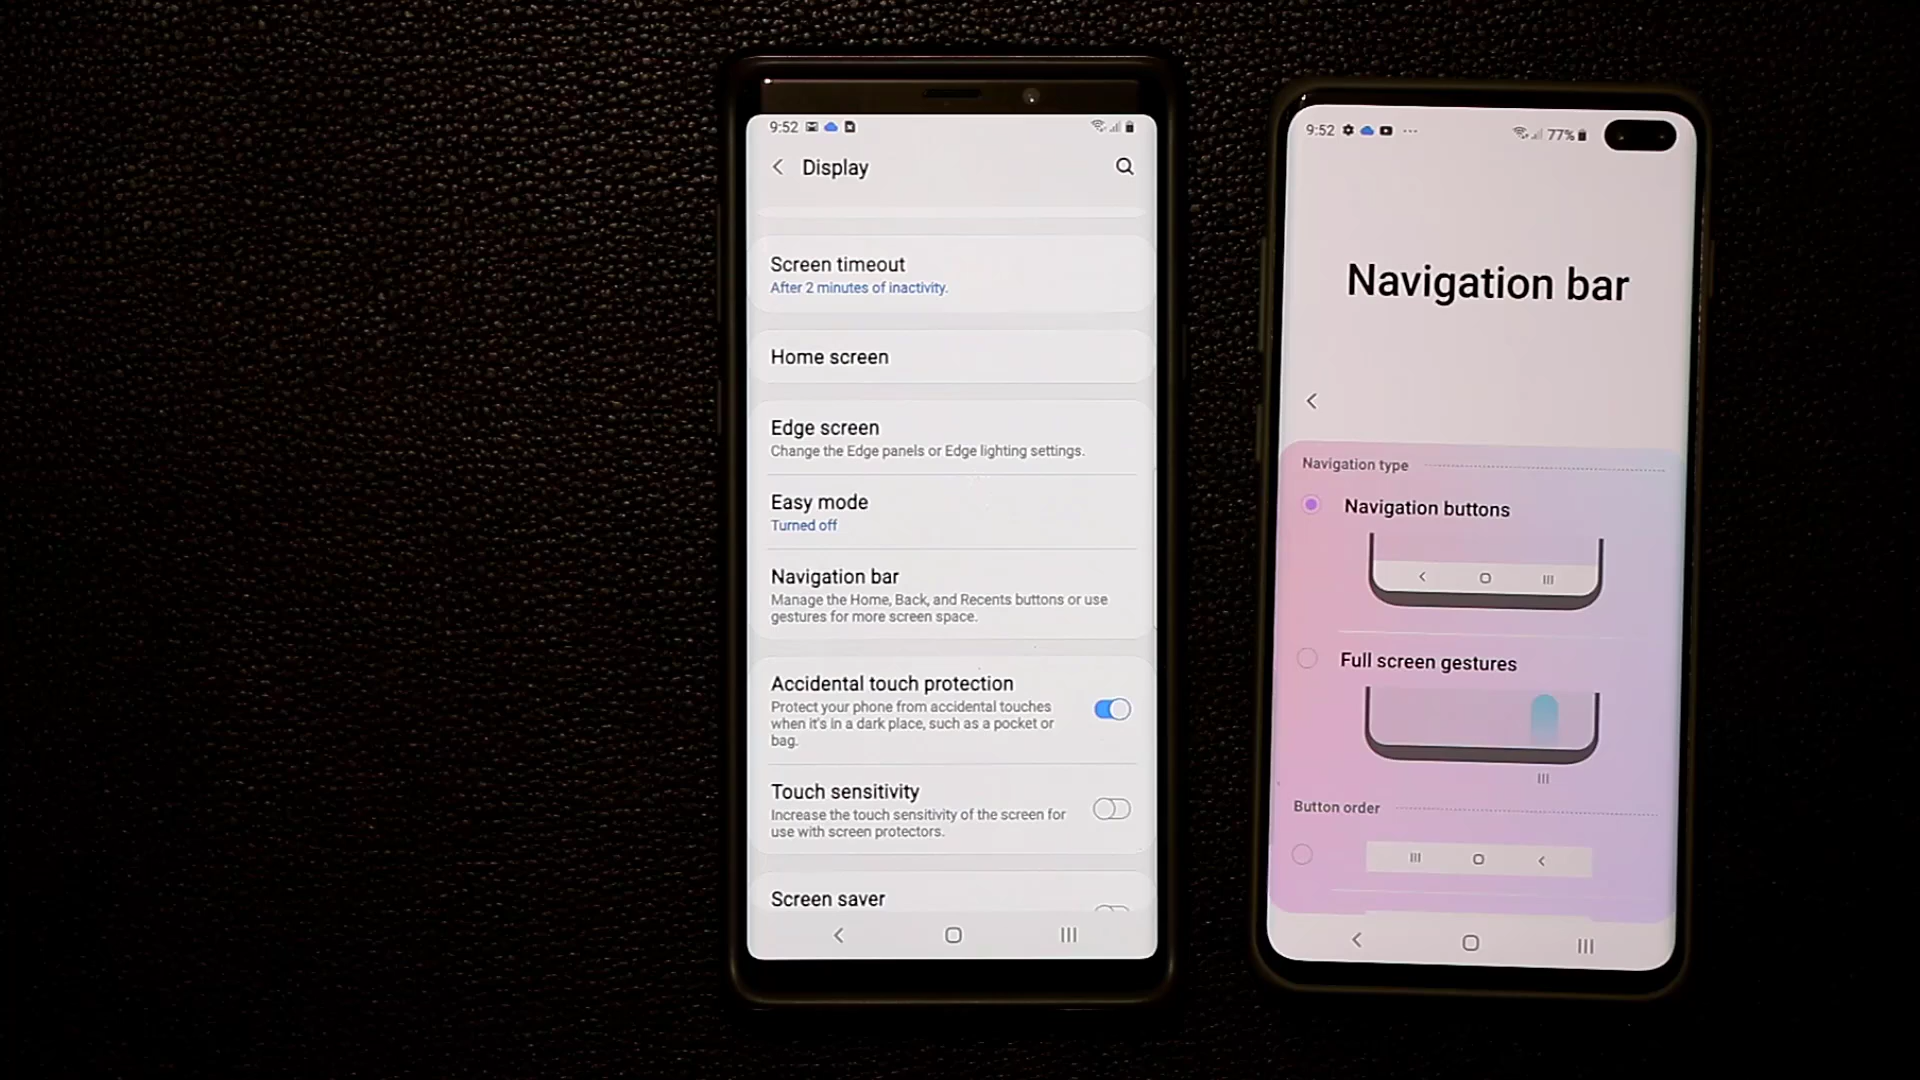 9:52
Display
Screen timeout
After 2 minutes of inactivity.
Home screen
Edge screen
Change the Edge panels or Edge lighting settings.
Easy mode
Turned off
Navigation bar
Manage the Home, Back, and Recents buttons or use
gestures for more screen space.
Accidental touch protection
Protect your phone from accidental touches
when it's in a dark place, such as a pocket or
bag.
Touch sensitivity
Increase the touch sensitivity of the screen for
use with screen protectors.
Screen saver
9:52
77%
Navigation bar
Navigation type
Navigation buttons
Full screen gestures
Button order